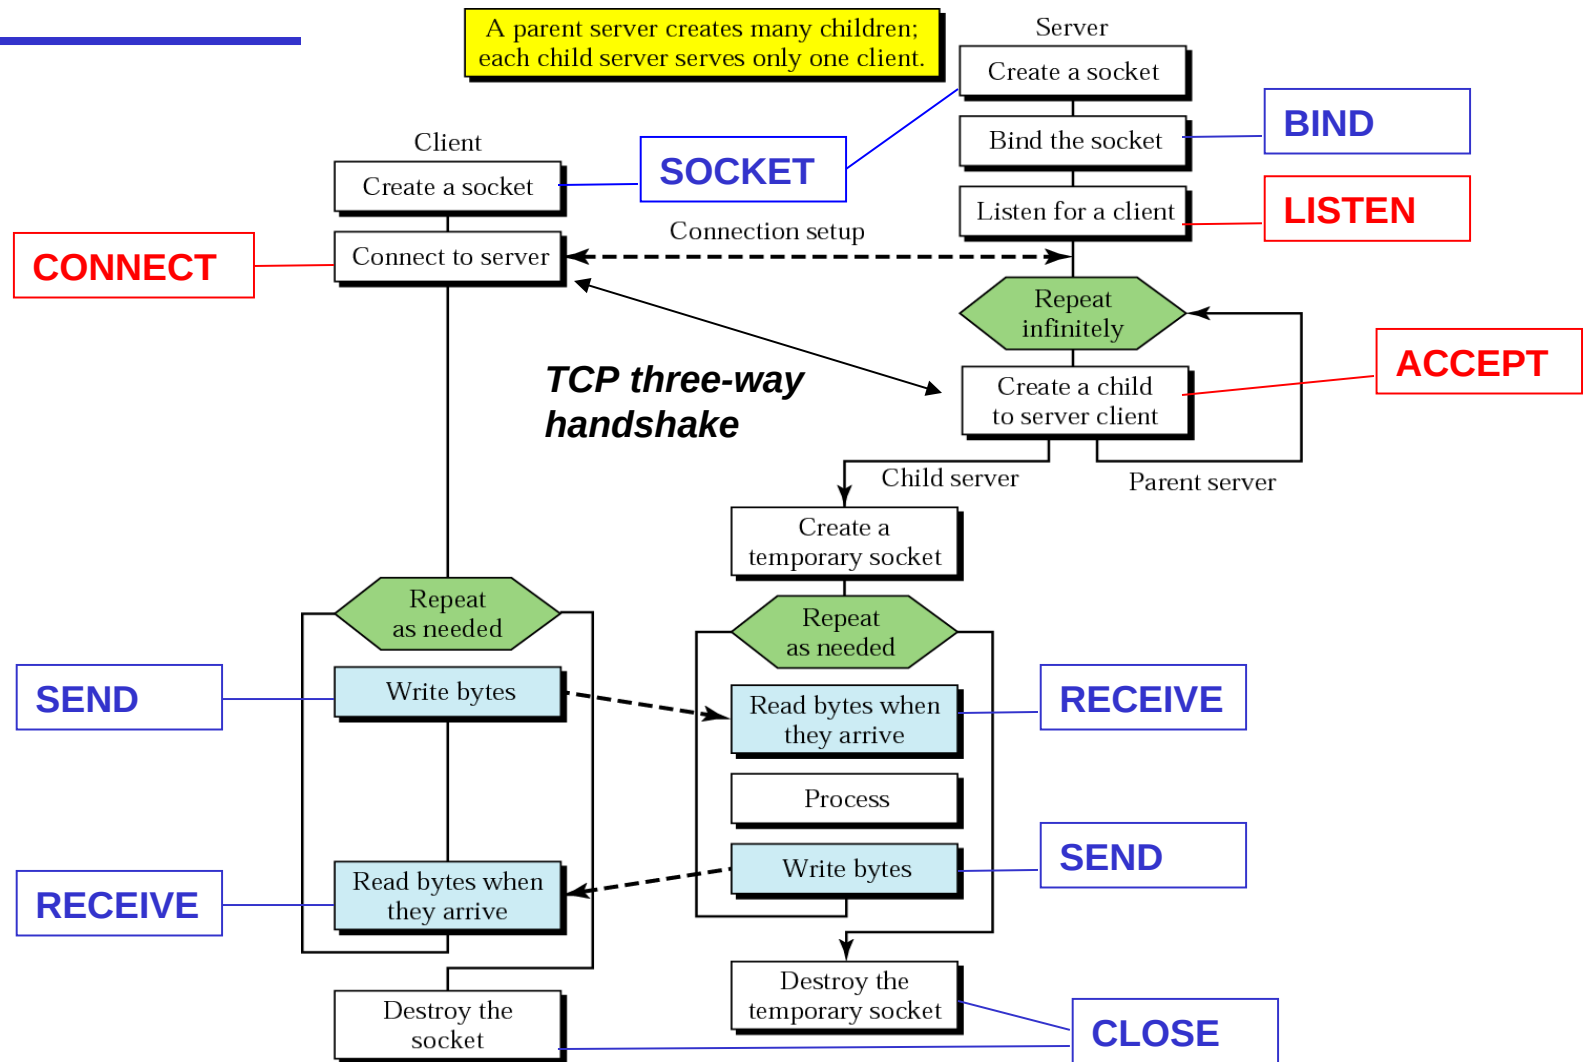 A parent server creates many children;
each child server serves only one client.
Server
Create a socket
BIND
Bind the socket
Client
SOCKET
Create a socket
LISTEN
Listen for a client
Connection setup
CONNECT
Connect to server
Repeat
infinitely
ACCEPT
TCP three-way
handshake
Create a child
to server client
Child server
Parent server
Create a
temporary socket
Repeat
as needed
Repeat
as needed
SEND
Write bytes
RECEIVE
Read bytes when
they arrive
Process
SEND
Write bytes
RECEIVE
Read bytes when
they arrive
Destroy the
temporary socket
Destroy the
socket
CLOSE